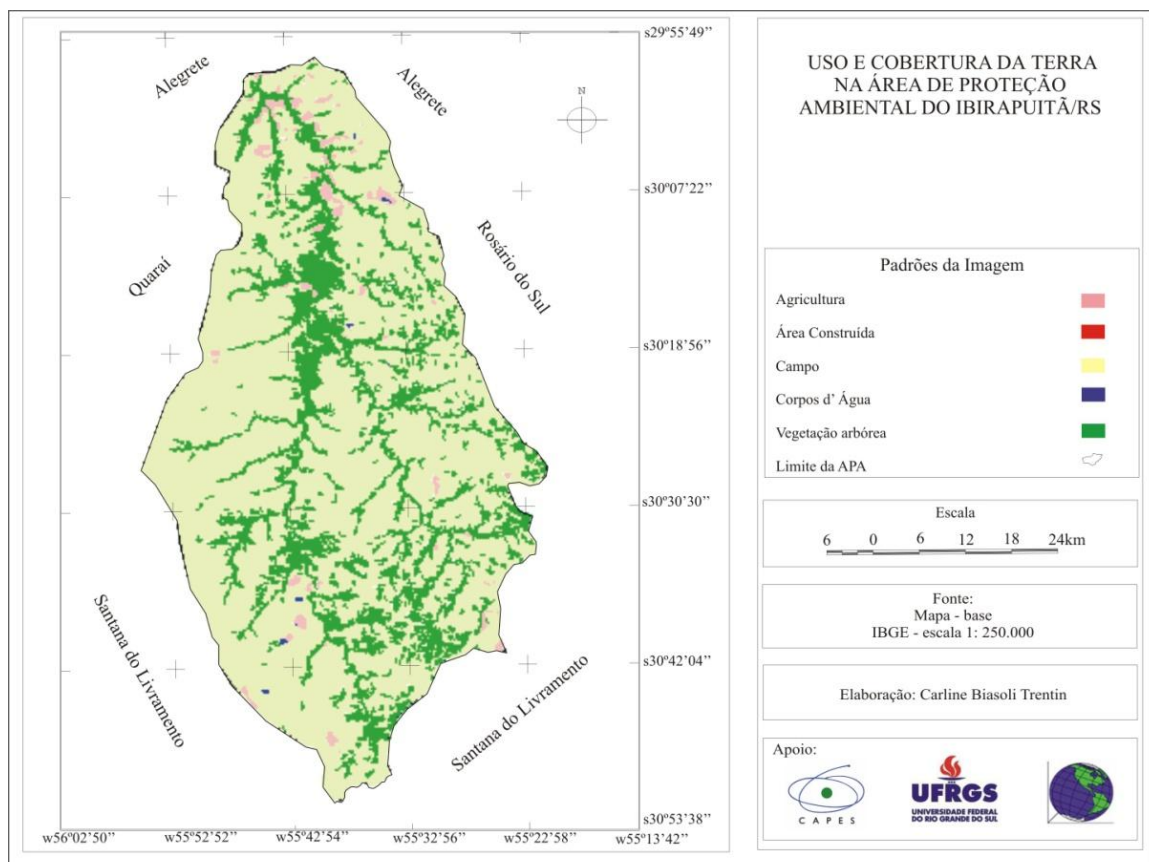 Alegrete
Alegrete
Quaraí
Rosário do Sul
Santana do Livramento
Santana do Livramento
N
s29º55’49’’
s30º07’22’’
s30º18’56’’
s30º30’30’’
s30º42’04’’
s30º53’38’’
w56º02’50’’
w55º52’52’’
w55º42’54’’
w55º32’56’’
w55º22’58’’
w55º13’42’’
USO E COBERTURA DA TERRA
NA ÁREA DE PROTEÇÃO
AMBIENTAL DO IBIRAPUITÃ/RS
Padrões da Imagem
Agricultura
Área Construída
Campo
Corpos d’ Água
Vegetação arbórea
Limite da APA
Escala
6 0 6 12 18 24km
Fonte:
Mapa - base
IBGE - escala 1: 250.000
Elaboração: Carline Biasoli Trentin
Apoio:
CAPES
UFRGS
UNIVERSIDADE FEDERAL
DO RIO GRANDE DO SUL